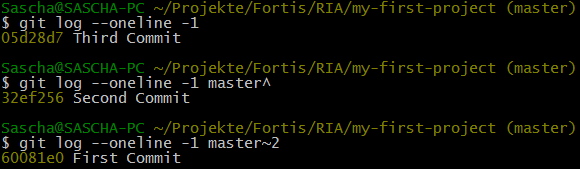 Sascha@SASCHA-PC ~/Projekte/Fortis/RIA/my-first-project (master)
$ git log --oneline -1
05d28d7 Third Commit
Sascha@SASCHA-PC ~/Projekte/Fortis/RIA/my-first-project (master)
$ git log --oneline -1 master^
32ef256 Second Commit
Sascha@SASCHA-PC ~/Projekte/Fortis/RIA/my-first-project (master)
$ git log --oneline -1 master~2
60081e0 First Commit